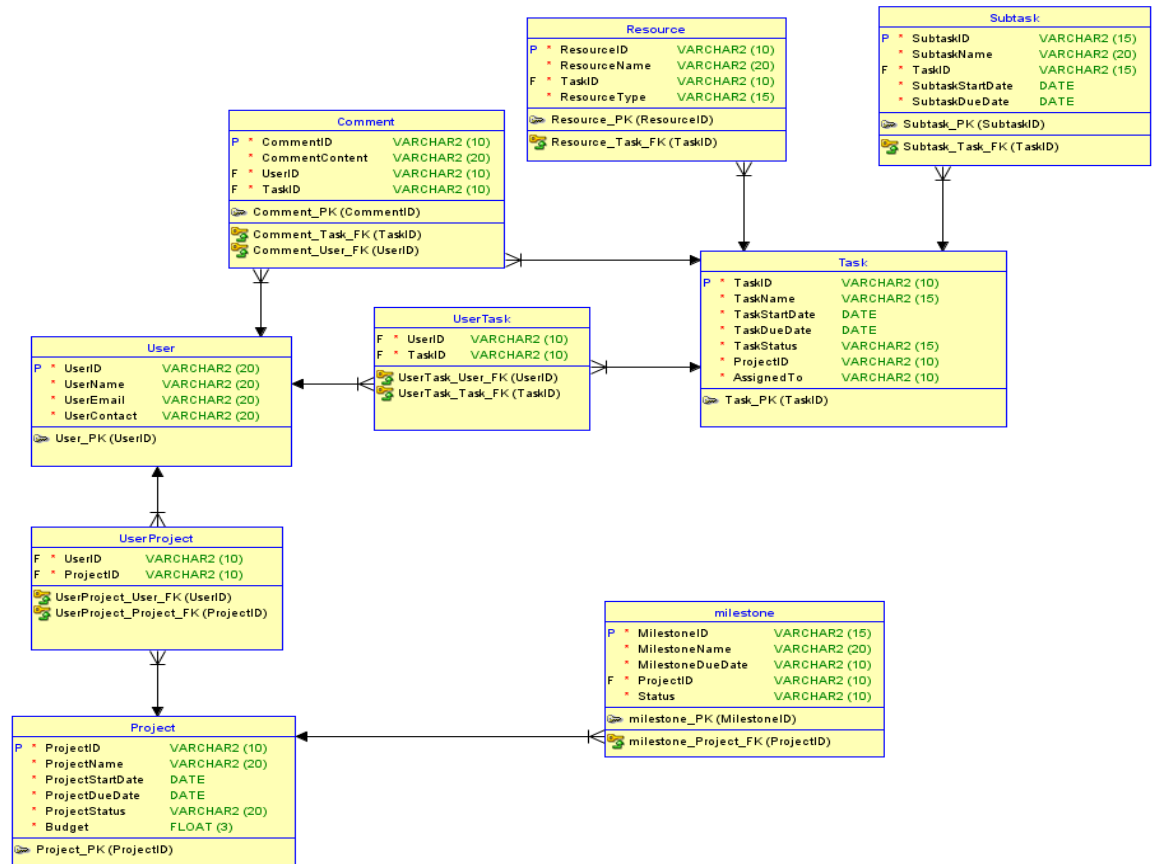 Resource
P * ResourceID VARCHAR2 (10)
* ResourceName VARCHAR2 (20)
F * TaskID VARCHAR2 (10)
* ResourceType VARCHAR2 (15)
Resource_PK (ResourceID)
Resource_Task_FK (TaskID)
Subtask
P * SubtaskID VARCHAR2 (15)
* SubtaskName VARCHAR2 (20)
F * TaskID VARCHAR2 (15)
* SubtaskStartDate DATE
* SubtaskDueDate DATE
Subtask_PK (SubtaskID)
Subtask_Task_FK (TaskID)
Comment
P * CommentID VARCHAR2 (10)
* CommentContent VARCHAR2 (20)
F * UserID VARCHAR2 (10)
F * TaskID VARCHAR2 (10)
Comment_PK (CommentID)
Comment_Task_FK (TaskID)
Comment_User_FK (UserID)
Task
P * TaskID VARCHAR2 (10)
* TaskName VARCHAR2 (15)
* TaskStartDate DATE
* TaskDueDate DATE
* TaskStatus VARCHAR2 (15)
* ProjectID VARCHAR2 (10)
* AssignedTo VARCHAR2 (10)
Task_PK (TaskID)
UserTask
F * UserID VARCHAR2 (10)
F * TaskID VARCHAR2 (10)
UserTask_User_FK (UserID)
UserTask_Task_FK (TaskID)
User
P * UserID VARCHAR2 (20)
* UserName VARCHAR2 (20)
* UserEmail VARCHAR2 (20)
* UserContact VARCHAR2 (20)
User_PK (UserID)
UserProject
F * UserID VARCHAR2 (10)
F * ProjectID VARCHAR2 (10)
UserProject_User_FK (UserID)
UserProject_Project_FK (ProjectID)
milestone
P * MilestoneID VARCHAR2 (15)
* MilestoneName VARCHAR2 (20)
* MilestoneDueDate VARCHAR2 (10)
F * ProjectID VARCHAR2 (10)
* Status VARCHAR2 (10)
milestone_PK (MilestoneID)
milestone_Project_FK (ProjectID)
Project
P * ProjectID VARCHAR2 (10)
* ProjectName VARCHAR2 (20)
* ProjectStartDate DATE
* ProjectDueDate DATE
* ProjectStatus VARCHAR2 (20)
* Budget FLOAT (3)
Project_PK (ProjectID)